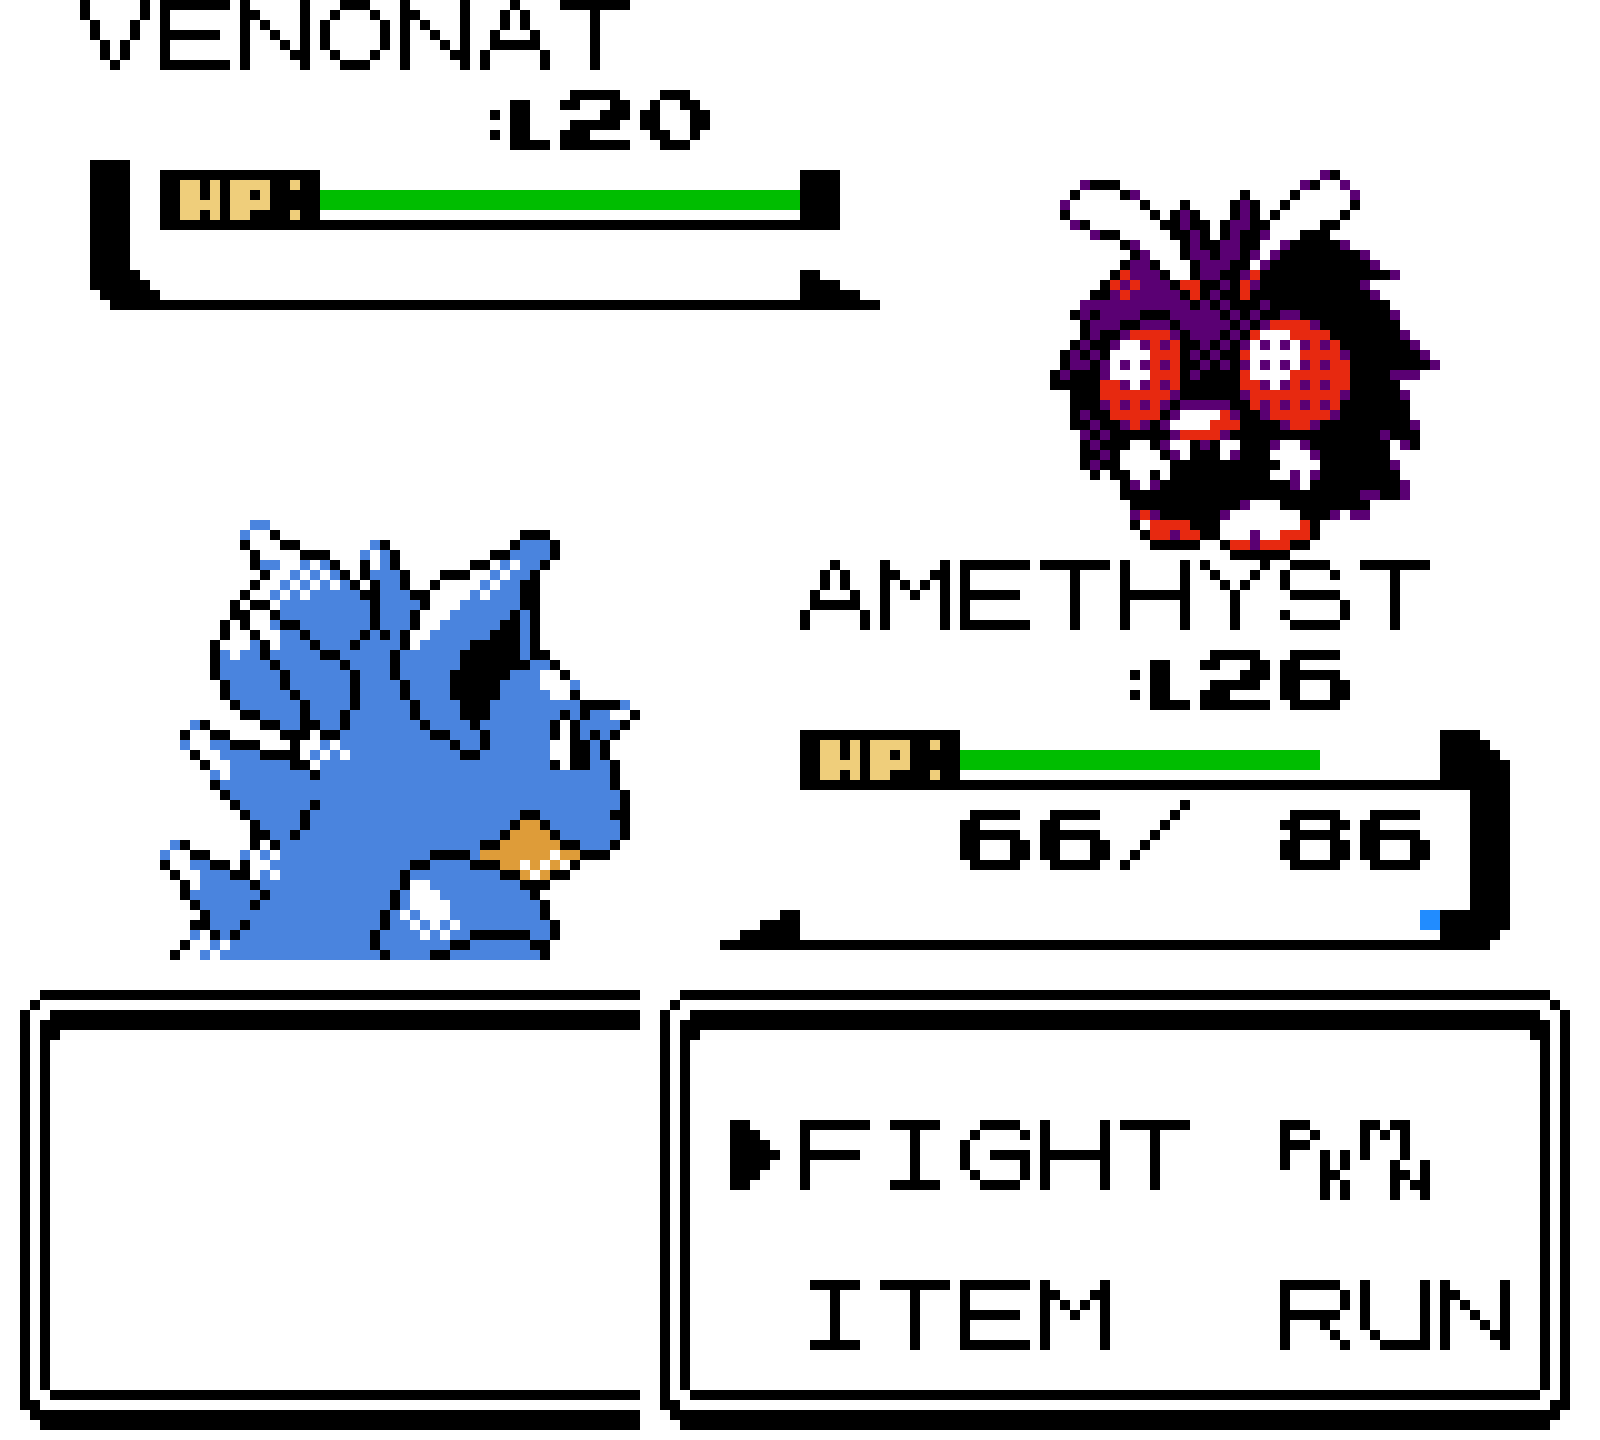 VENONAT
:L20
HP:
AMETHYST
:L26
HP:
66/ 86
▶FIGHT PKMN
ITEM RUN